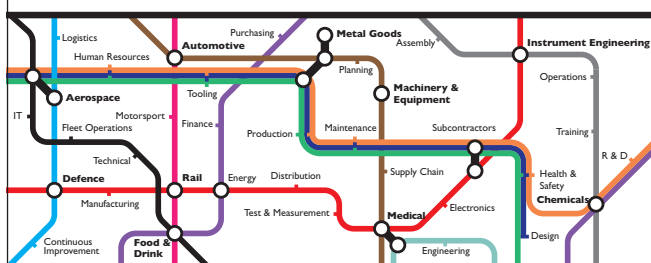 Purchasing
Metal Goods
Logistics
Assembly
Instrument Engineering
Automotive
Human Resources
Planning
Operations
Aerospace
Tooling
Machinery &
Equipment
IT
Motorsport
Finance
Fleet Operations
Production
Maintenance
Subcontractors
Training
Technical
R & D
Supply Chain
Health &
Safety
Defence
Rail
Energy
Distribution
Manufacturing
Chemicals
Test & Measurement
Electronics
Medical
Design
Continuous
Improvement
Food &
Drink
Engineering